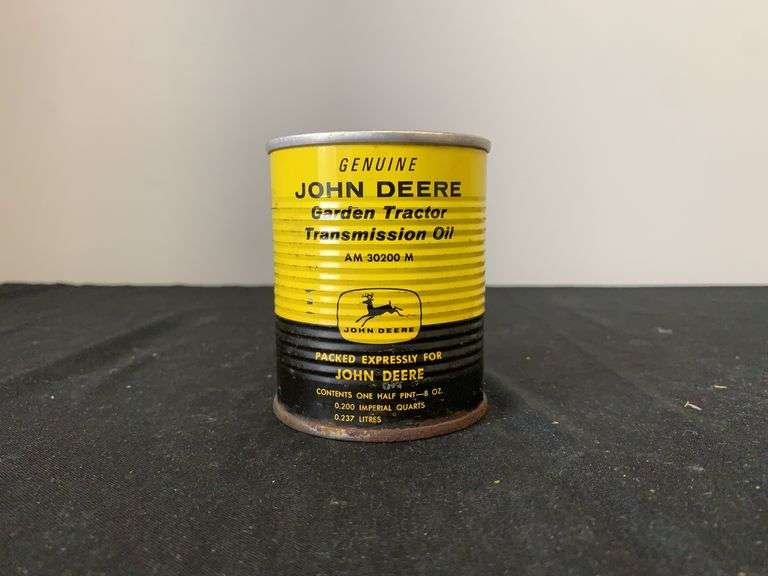 GENUINE
JOHN DEERE
Garden Tractor
Transmission Oil
AM 30200 M
JOHN DEERE
PACKED EXPRESSLY FOR
JOHN DEERE
CONTENTS ONE HALF PINT—8 OZ.
0.200 IMPERIAL QUARTS
0.237 LITRES